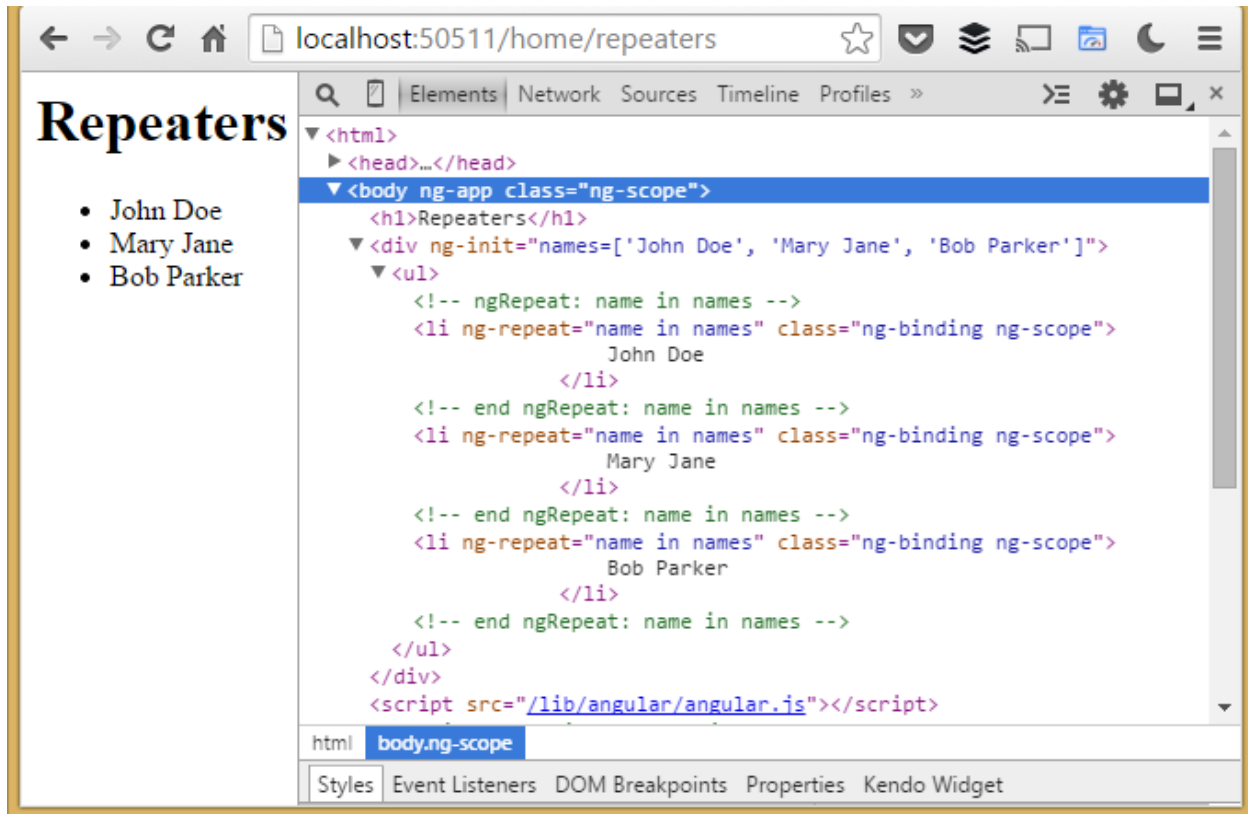 localhost:50511/home/repeaters
Repeaters
• John Doe
• Mary Jane
• Bob Parker
Elements Network Sources Timeline Profiles »
▼<html>
▶<head>…</head>
▼<body ng-app class="ng-scope">
<h1>Repeaters</h1>
▼<div ng-init="names=['John Doe', 'Mary Jane', 'Bob Parker']">
▼<ul>
<!-- ngRepeat: name in names -->
<li ng-repeat="name in names" class="ng-binding ng-scope">
John Doe
</li>
<!-- end ngRepeat: name in names -->
<li ng-repeat="name in names" class="ng-binding ng-scope">
Mary Jane
</li>
<!-- end ngRepeat: name in names -->
<li ng-repeat="name in names" class="ng-binding ng-scope">
Bob Parker
</li>
<!-- end ngRepeat: name in names -->
</ul>
</div>
<script src="/lib/angular/angular.js"></script>
html body.ng-scope
Styles Event Listeners DOM Breakpoints Properties Kendo Widget